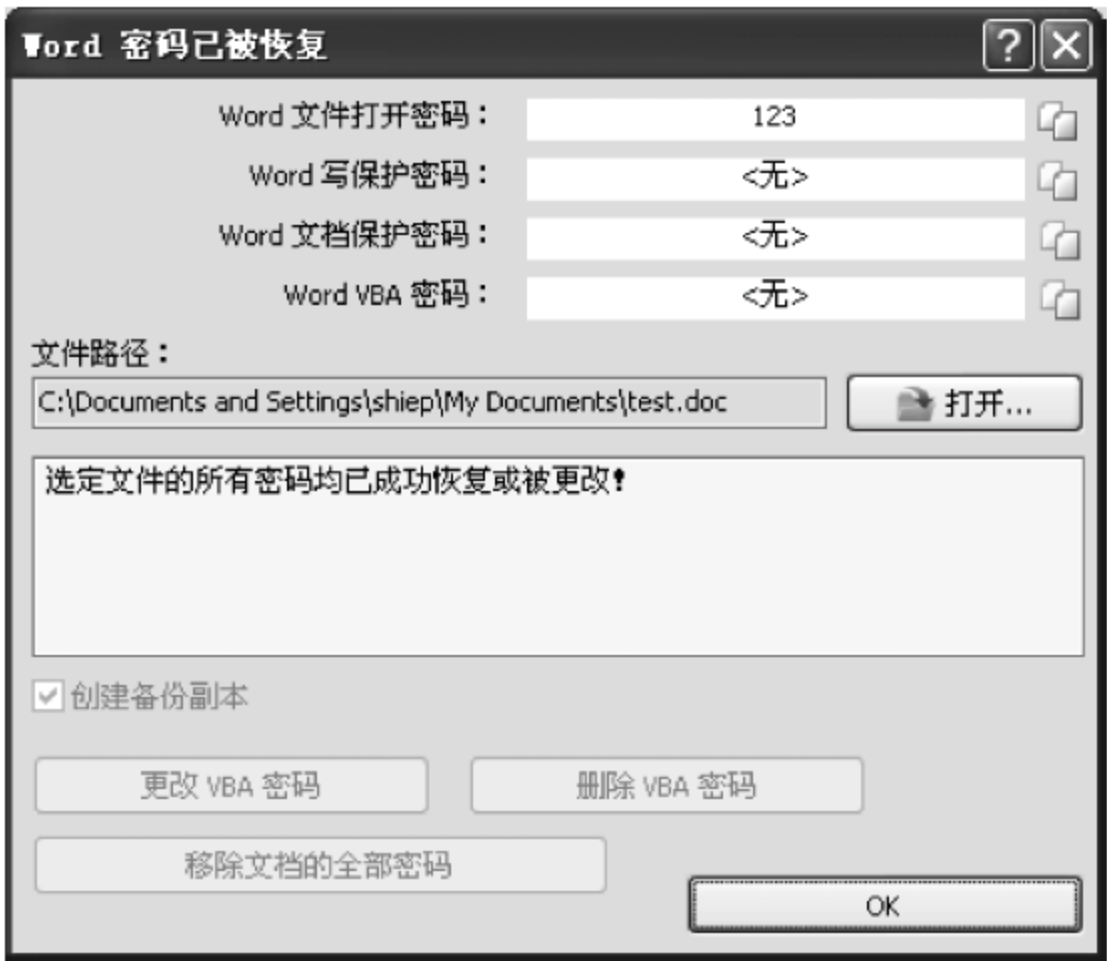 Word 密码已被恢复
Word 文件打开密码： 123
Word 写保护密码： <无>
Word 文档保护密码： <无>
Word VBA 密码： <无>
文件路径：
C:\Documents and Settings\shiep\My Documents\test.doc 打开...
选定文件的所有密码均已成功恢复或被更改！
创建备份副本
更改 VBA 密码 删除 VBA 密码
移除文档的全部密码
OK